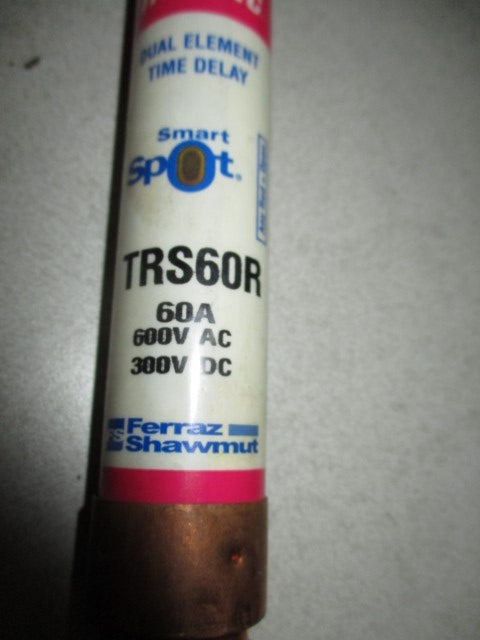 DUAL ELEMENT
TIME DELAY
Smart
Spot®
TRS60R
60A
600V AC
300V DC
Ferraz
Shawmut